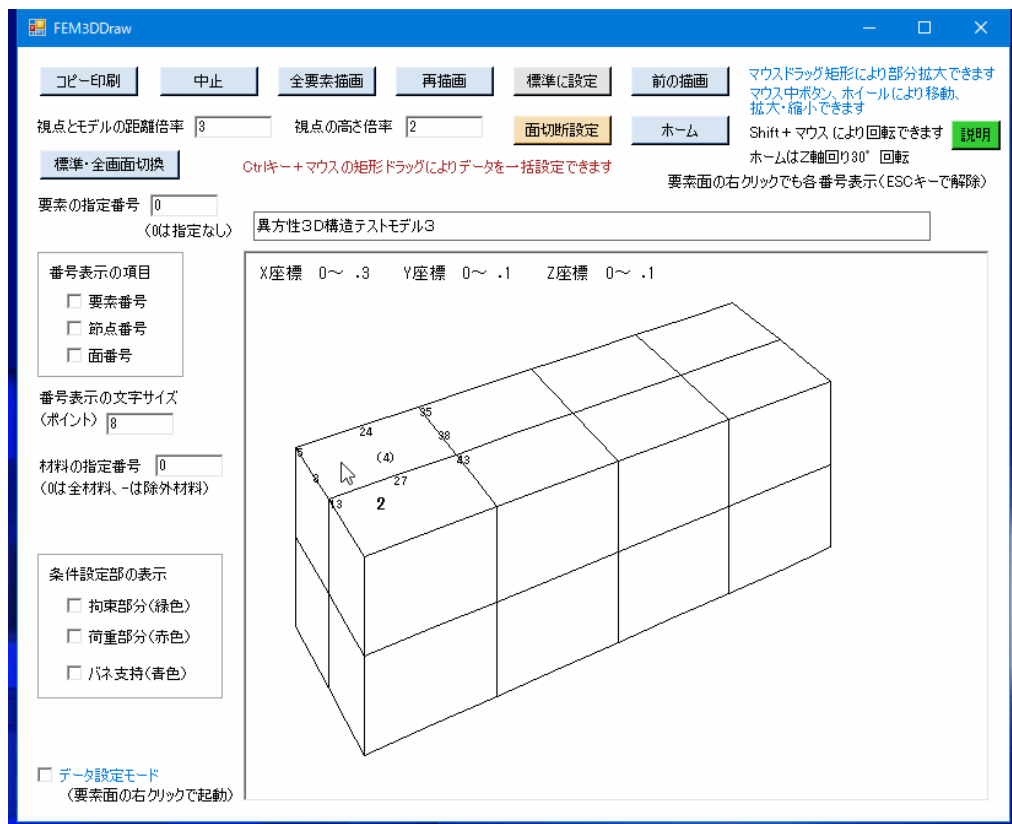 FEM3DDraw
コピー印刷
中止
全要素描画
再描画
標準に設定
前の描画
マウスドラッグ矩形により部分拡大できます
マウス中ボタン、ホイールにより移動、
拡大・縮小できます
視点とモデルの距離倍率 3
視点の高さ倍率 2
面切断設定
ホーム
Shift+マウスにより回転できます
説明
標準・全画面切換
Ctrlキー+マウスの矩形ドラッグによりデータを一括設定できます
ホームはZ軸回り30° 回転
要素面の右クリックでも各番号表示(ESCキーで解除)
要素の指定番号 0
(0は指定なし)
異方性3D構造テストモデル3
番号表示の項目
要素番号
節点番号
面番号
X座標 0~ .3 Y座標 0~ .1 Z座標 0~ .1
番号表示の文字サイズ
(ポイント) 8
材料の指定番号 0
(0は全材料、-は除外材料)
35
24
38
5
(4)
43
3
27
13
2
条件設定部の表示
拘束部分(緑色)
荷重部分(赤色)
バネ支持(青色)
データ設定モード
(要素面の右クリックで起動)